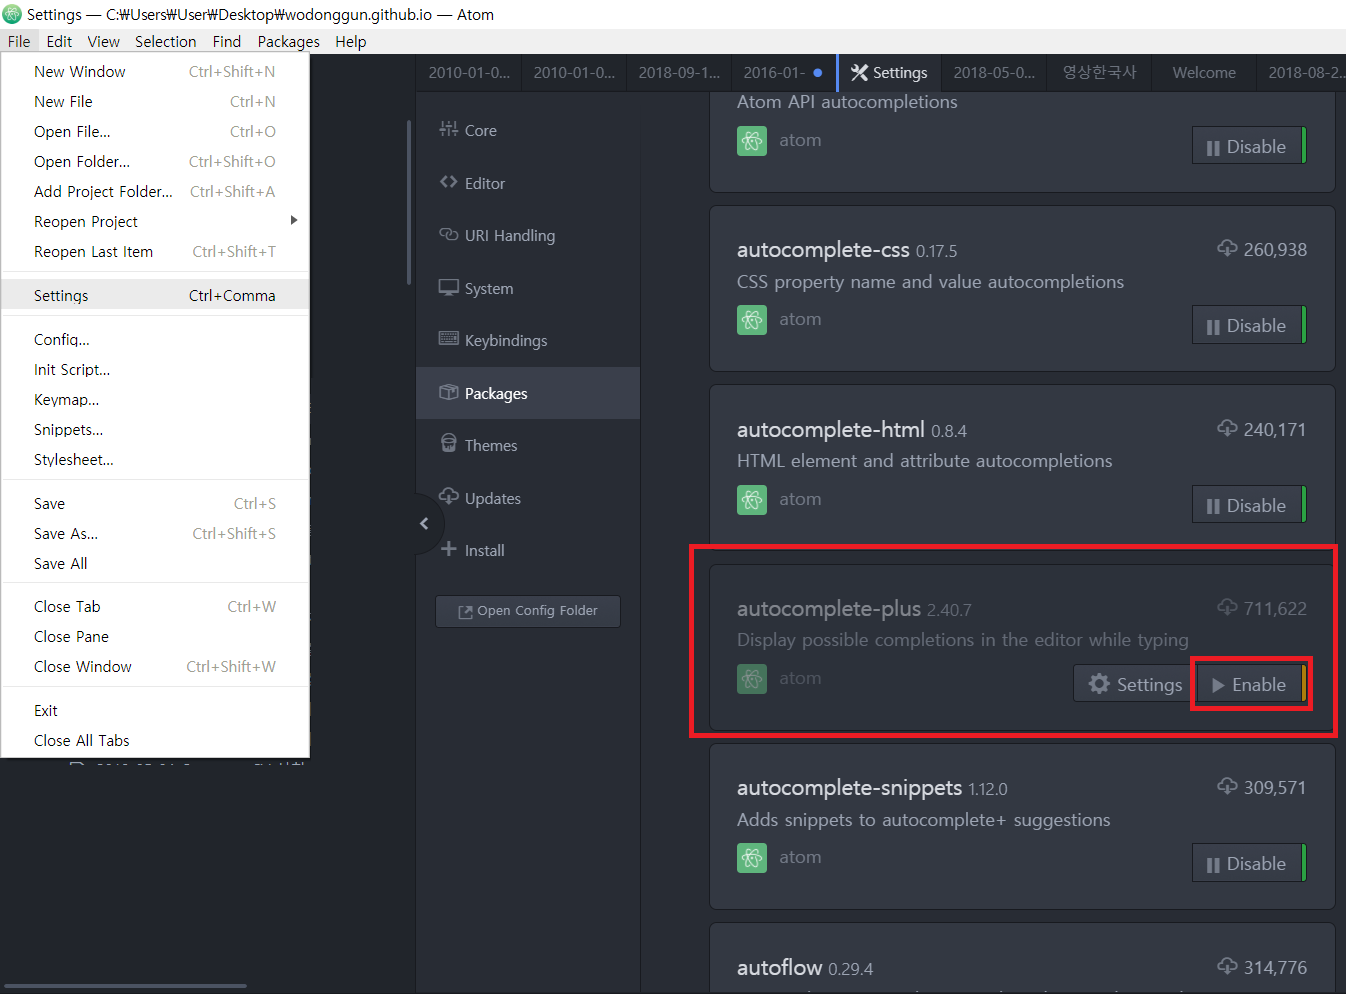 Settings — C:₩Users₩User₩Desktop₩wodonggun.github.io — Atom
File Edit View Selection Find Packages Help
New Window Ctrl+Shift+N
New File Ctrl+N
Open File... Ctrl+O
Open Folder... Ctrl+Shift+O
Add Project Folder... Ctrl+Shift+A
Reopen Project
Reopen Last Item Ctrl+Shift+T
Settings Ctrl+Comma
Config...
Init Script...
Keymap...
Snippets...
Stylesheet...
Save Ctrl+S
Save As... Ctrl+Shift+S
Save All
Close Tab Ctrl+W
Close Pane
Close Window Ctrl+Shift+W
Exit
Close All Tabs
2010-01-0... 2010-01-0... 2018-09-1... 2016-01- Settings 2018-05-0... 영상한국사 Welcome 2018-08-2...
Core
Editor
URI Handling
System
Keybindings
Packages
Themes
Updates
Install
Open Config Folder
Atom API autocompletions
atom
Disable
autocomplete-css 0.17.5 260,938
CSS property name and value autocompletions
atom
Disable
autocomplete-html 0.8.4 240,171
HTML element and attribute autocompletions
atom
Disable
autocomplete-plus 2.40.7 711,622
Display possible completions in the editor while typing
atom
Settings Enable
autocomplete-snippets 1.12.0 309,571
Adds snippets to autocomplete+ suggestions
atom
Disable
autoflow 0.29.4 314,776